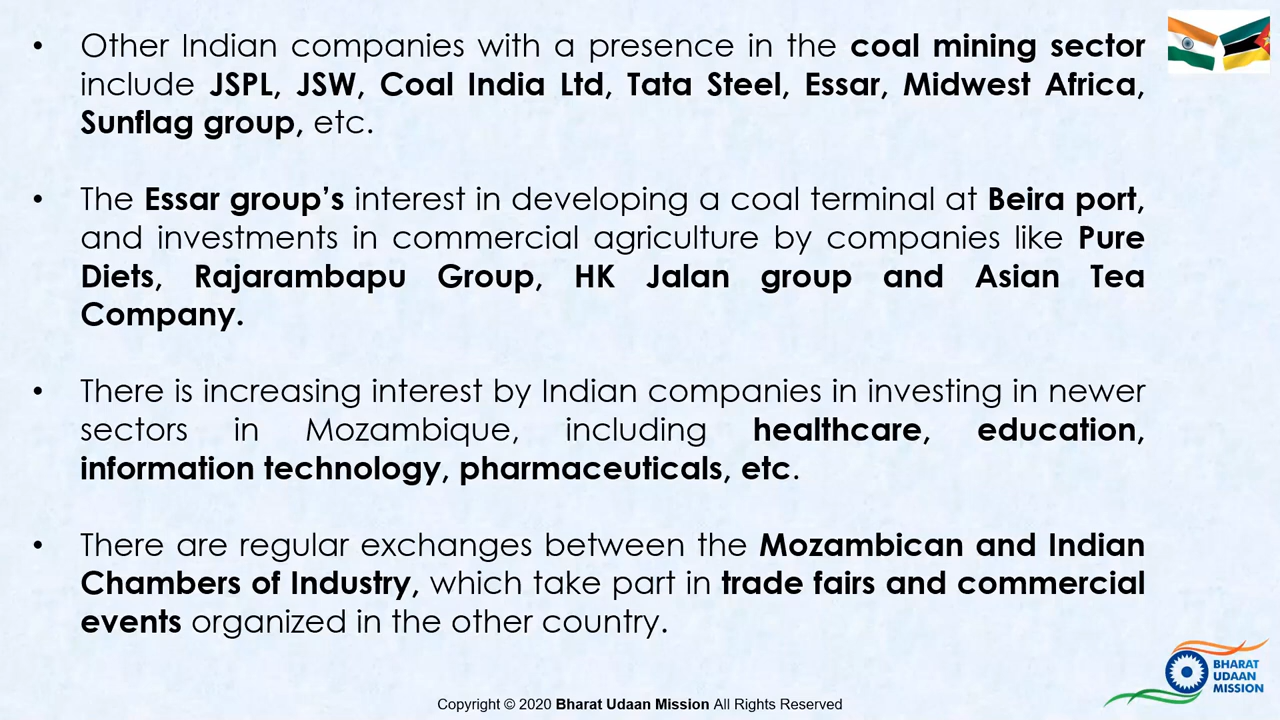 • Other Indian companies with a presence in the coal mining sector
include JSPL, JSW, Coal India Ltd, Tata Steel, Essar, Midwest Africa,
Sunflag group, etc.
• The Essar group’s interest in developing a coal terminal at Beira port,
and investments in commercial agriculture by companies like Pure
Diets, Rajarambapu Group, HK Jalan group and Asian Tea
Company.
• There is increasing interest by Indian companies in investing in newer
sectors in Mozambique, including healthcare, education,
information technology, pharmaceuticals, etc.
• There are regular exchanges between the Mozambican and Indian
Chambers of Industry, which take part in trade fairs and commercial
events organized in the other country.
BHARAT
UDAAN
MISSION
Copyright © 2020 Bharat Udaan Mission All Rights Reserved